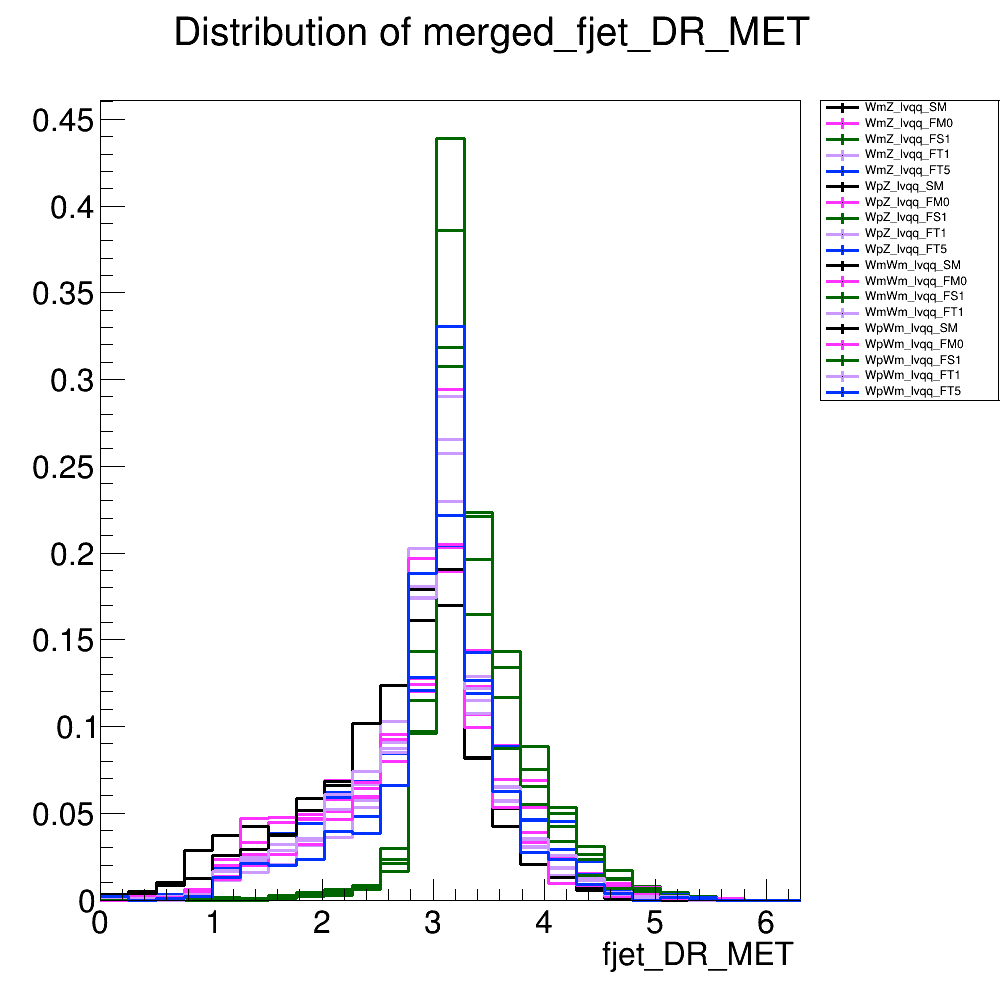 Distribution of merged_fjet_DR_MET
WmZ_lvqq_SM
WmZ_lvqq_FM0
WmZ_lvqq_FS1
WmZ_lvqq_FT1
WmZ_lvqq_FT5
WpZ_lvqq_SM
WpZ_lvqq_FM0
WpZ_lvqq_FS1
WpZ_lvqq_FT1
WpZ_lvqq_FT5
WmWm_lvqq_SM
WmWm_lvqq_FM0
WmWm_lvqq_FS1
WmWm_lvqq_FT1
WpWm_lvqq_SM
WpWm_lvqq_FM0
WpWm_lvqq_FS1
WpWm_lvqq_FT1
WpWm_lvqq_FT5
0.45
0.4
0.35
0.3
0.25
0.2
0.15
0.1
0.05
0
0 1 2 3 4 5 6
fjet_DR_MET